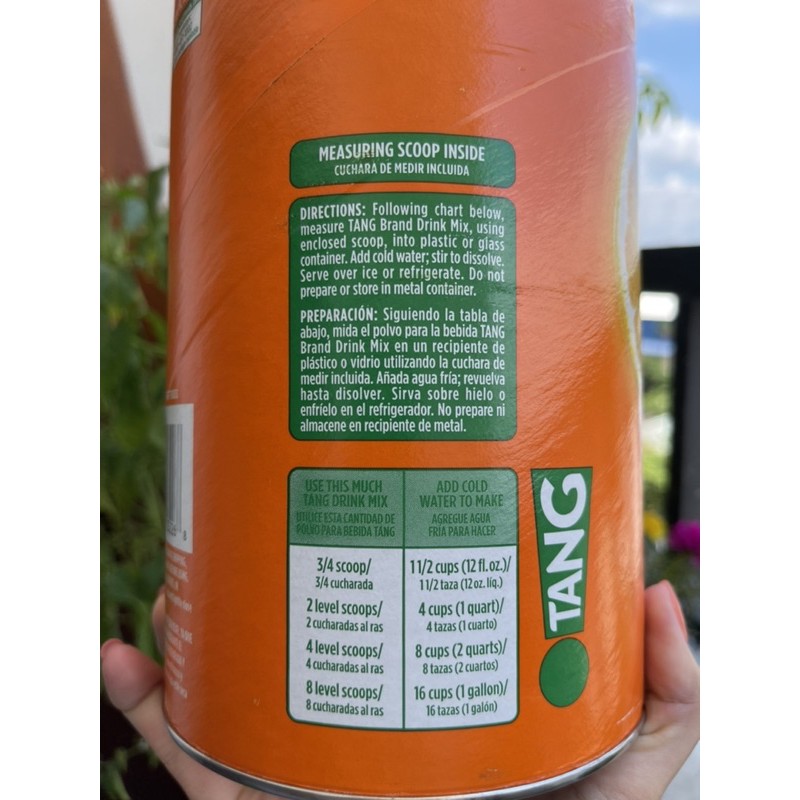 MEASURING SCOOP INSIDE
CUCHARA DE MEDIR INCLUIDA
DIRECTIONS: Following chart below,
measure TANG Brand Drink Mix, using
enclosed scoop, into plastic or glass
container. Add cold water; stir to dissolve.
Serve over ice or refrigerate. Do not
prepare or store in metal container.
PREPARACIÓN: Siguiendo la tabla de
abajo, mida el polvo para la bebida TANG
Brand Drink Mix en un recipiente de
plástico o vidrio utilizando la cuchara de
medir incluida. Añada agua fría; revuelva
hasta disolver. Sirva sobre hielo o
enfríelo en el refrigerador. No prepare ni
almacene en recipiente de metal.
USE THIS MUCH
TANG DRINK MIX
UTILICE ESTA CANTIDAD DE
POLVO PARA BEBIDA TANG
ADD COLD
WATER TO MAKE
AGREGUE AGUA
FRÍA PARA HACER
3/4 scoop/
3/4 cucharada
1 1/2 cups (12 fl.oz.)/
1 1/2 taza (12 oz. líq.)
2 level scoops/
2 cucharadas al ras
4 cups (1 quart)/
4 tazas (1 cuarto)
4 level scoops/
4 cucharadas al ras
8 cups (2 quarts)/
8 tazas (2 cuartos)
8 level scoops/
8 cucharadas al ras
16 cups (1 gallon)/
16 tazas (1 galón)
TANG